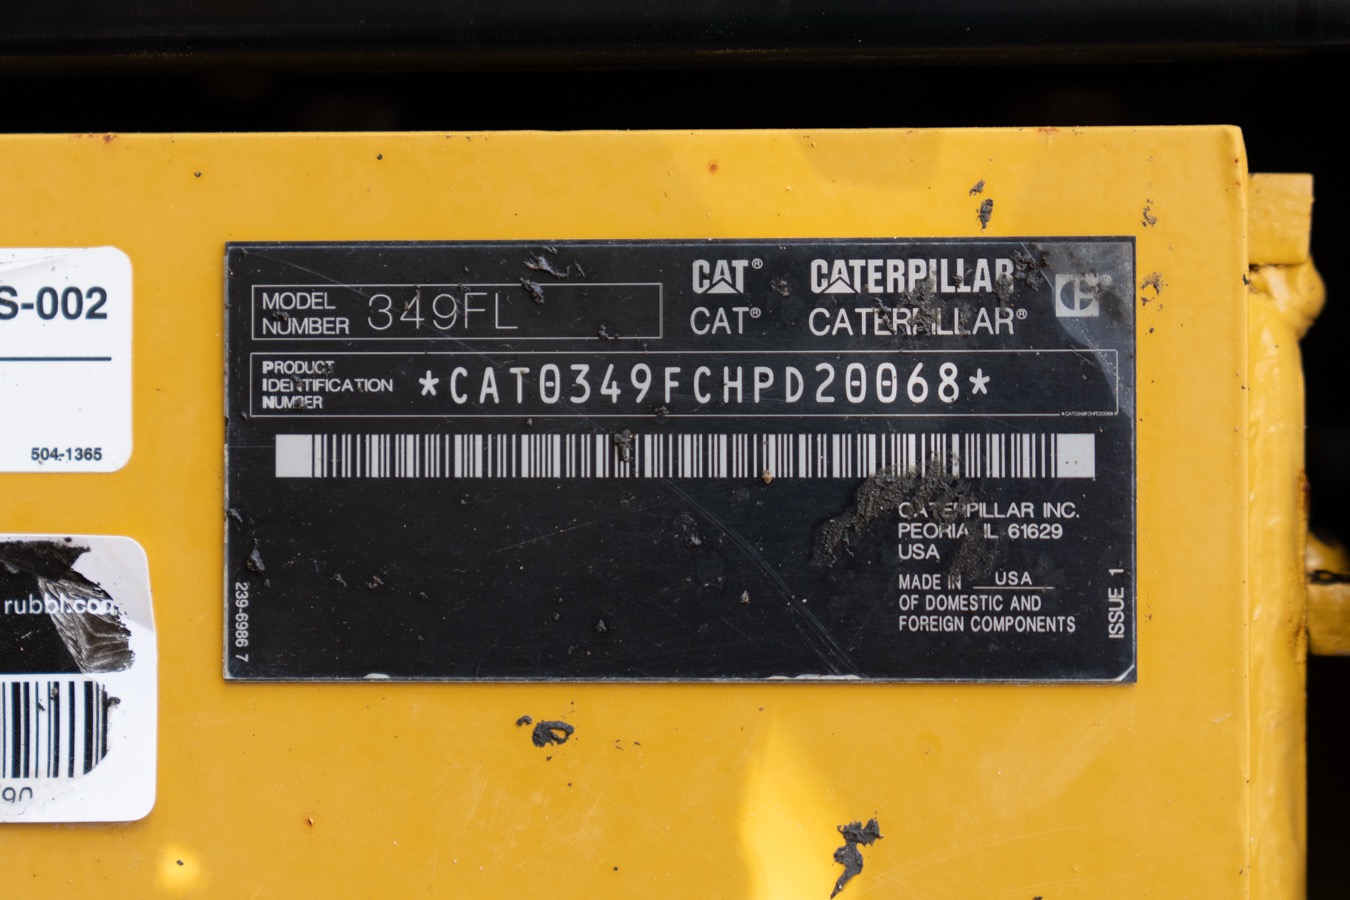 S-002
504-1365
rubbl.com
MODEL
NUMBER 349FL
CAT® CATERPILLAR®
CAT® CATERPILLAR®
PRODUCT
IDENTIFICATION
NUMBER
*CAT0349FCHPD20068*
*CAT0349FCHPD20068*
CATERPILLAR INC.
PEORIA IL 61629
USA
MADE IN USA
OF DOMESTIC AND
FOREIGN COMPONENTS
239-6986 7
ISSUE 1